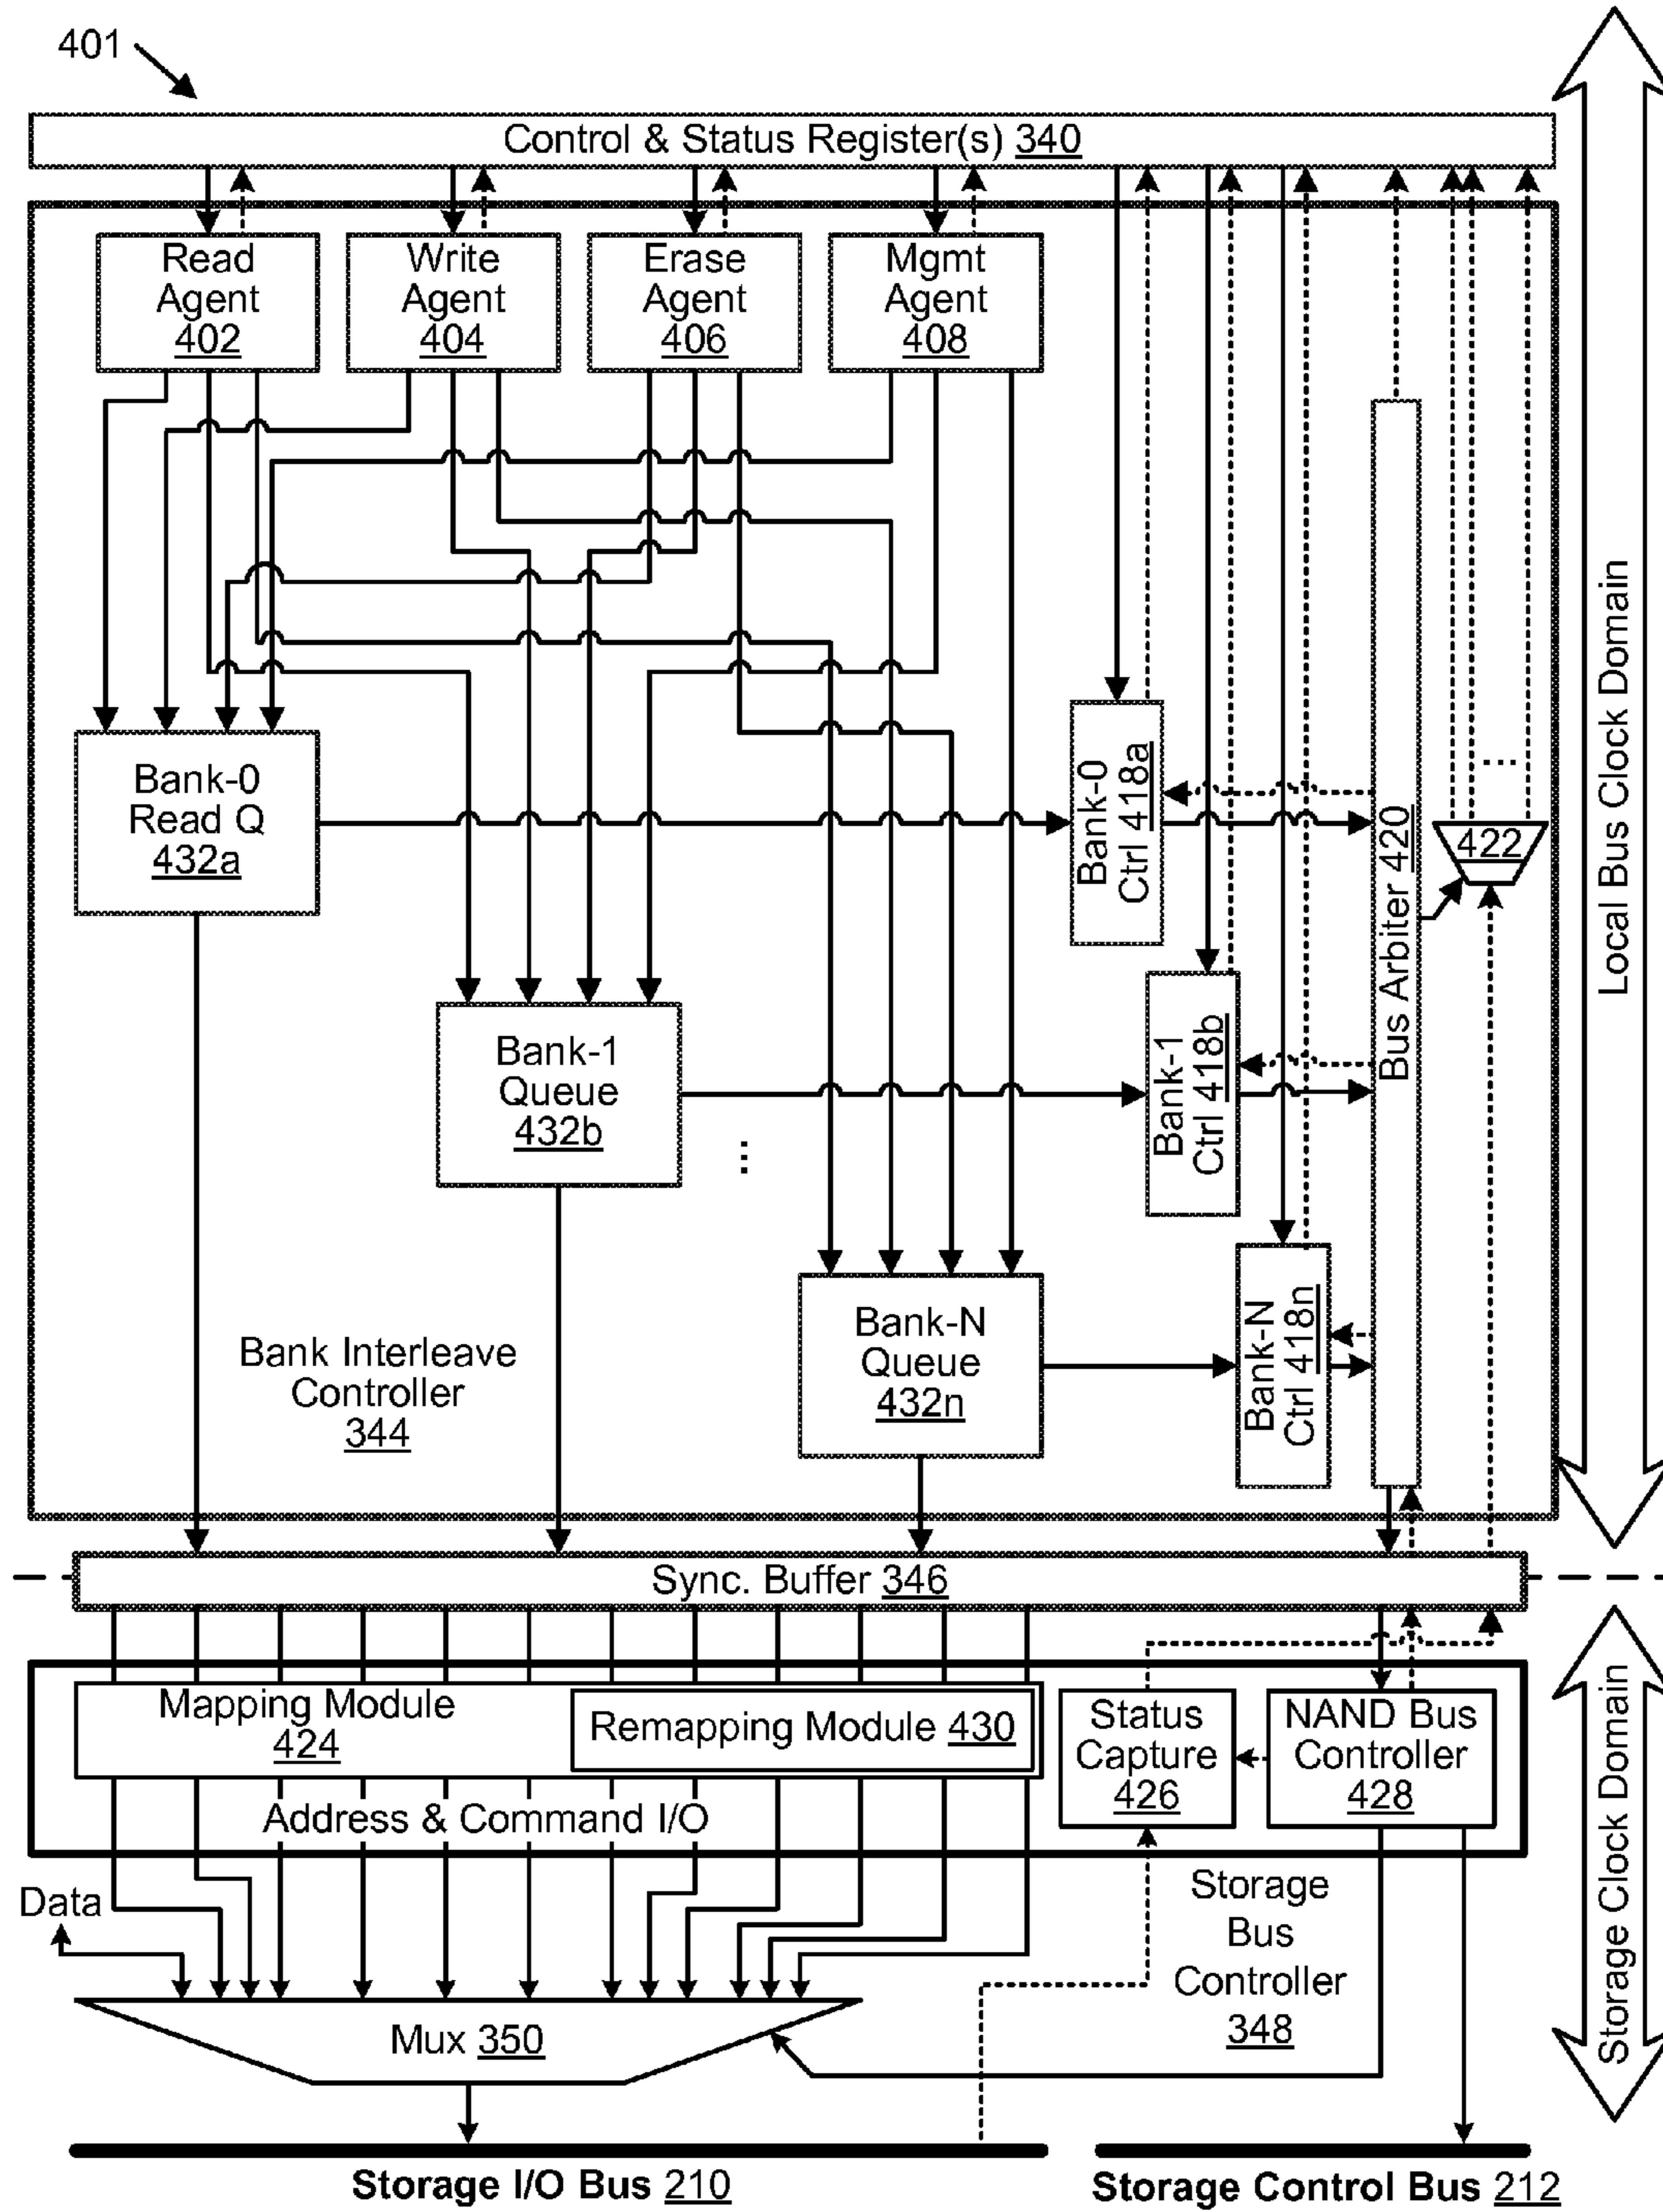 401
Control & Status Register(s) 340
Read
Agent
402
Write
Agent
404
Erase
Agent
406
Mgmt
Agent
408
Local Bus Clock Domain
Bank-0
Read Q
432a
Bank-0
Ctrl 418a
Bus Arbiter 420
...
422
Bank-1
Queue
432b
Bank-1
Ctrl 418b
...
Bank-N
Queue
432n
Bank-N
Ctrl 418n
Bank Interleave
Controller
344
Sync. Buffer 346
Mapping Module
424
Remapping Module 430
Status
Capture
426
NAND Bus
Controller
428
Address & Command I/O
Storage Clock Domain
Data
Storage
Bus
Controller
348
Mux 350
Storage I/O Bus 210
Storage Control Bus 212